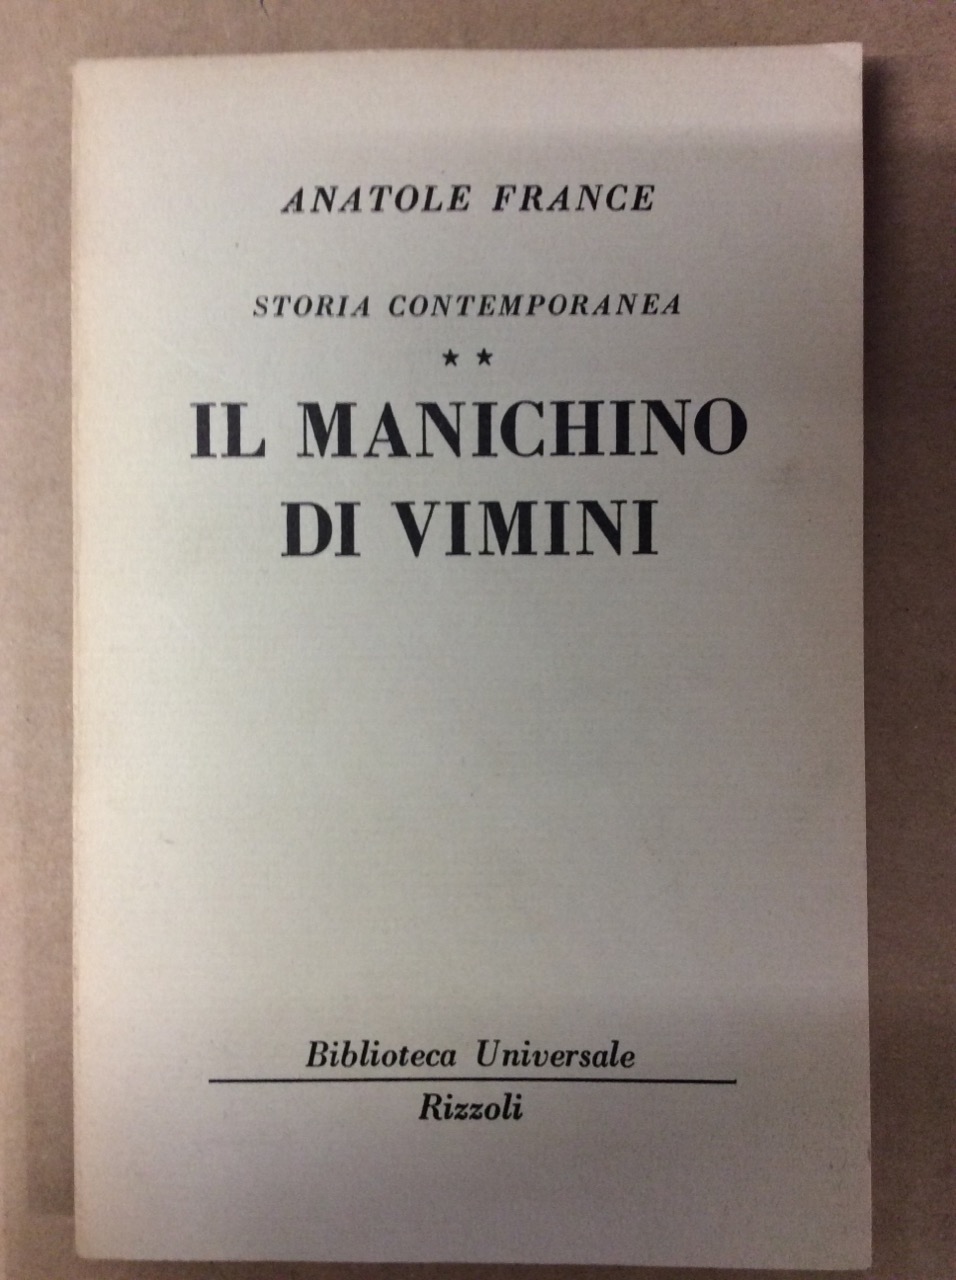 ANATOLE FRANCE
STORIA CONTEMPORANEA
★ ★
IL MANICHINO
DI VIMINI
Biblioteca Universale
Rizzoli